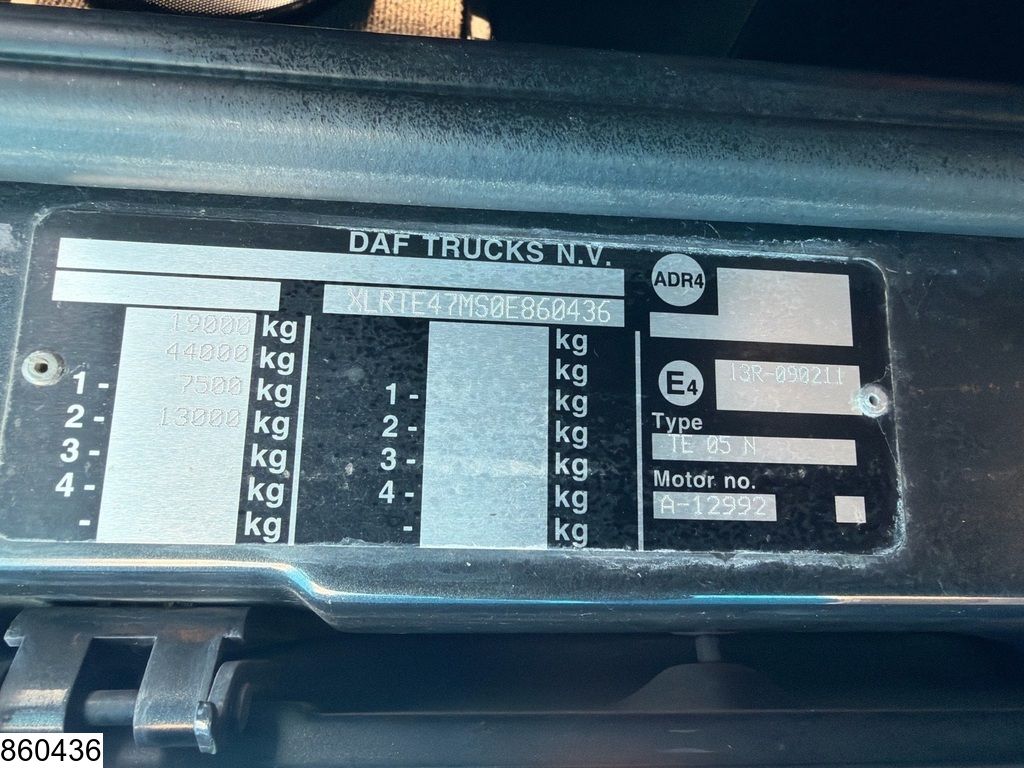 DAF TRUCKS N.V.
XLRTE47MS0E860436
19000 kg
44000 kg
1- 7500 kg
2- 13000 kg
3- kg
4- kg
- kg
kg
kg
1- kg
2- kg
3- kg
4- kg
- kg
ADR4
E4 13R-090211
Type
TE 05 N
Motor no.
A-12992
860436